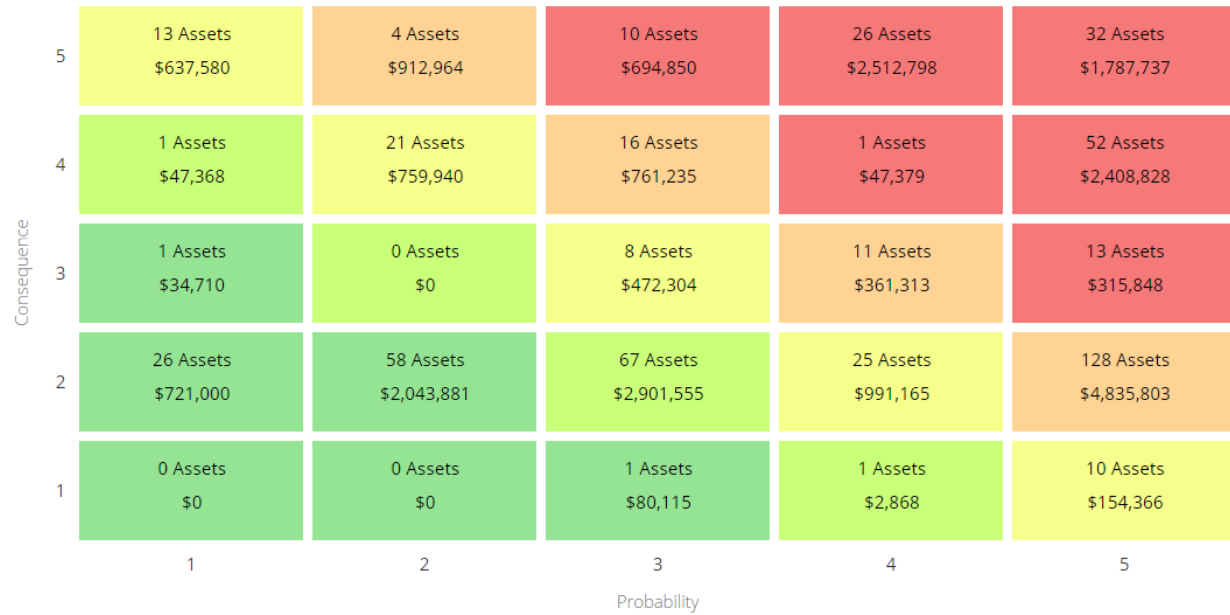 13 Assets
$637,580
4 Assets
$912,964
10 Assets
$694,850
26 Assets
$2,512,798
32 Assets
$1,787,737
5
1 Assets
$47,368
21 Assets
$759,940
16 Assets
$761,235
1 Assets
$47,379
52 Assets
$2,408,828
4
1 Assets
$34,710
0 Assets
$0
8 Assets
$472,304
11 Assets
$361,313
13 Assets
$315,848
3
Consequence
26 Assets
$721,000
58 Assets
$2,043,881
67 Assets
$2,901,555
25 Assets
$991,165
128 Assets
$4,835,803
2
0 Assets
$0
0 Assets
$0
1 Assets
$80,115
1 Assets
$2,868
10 Assets
$154,366
1
1
2
3
4
5
Probability